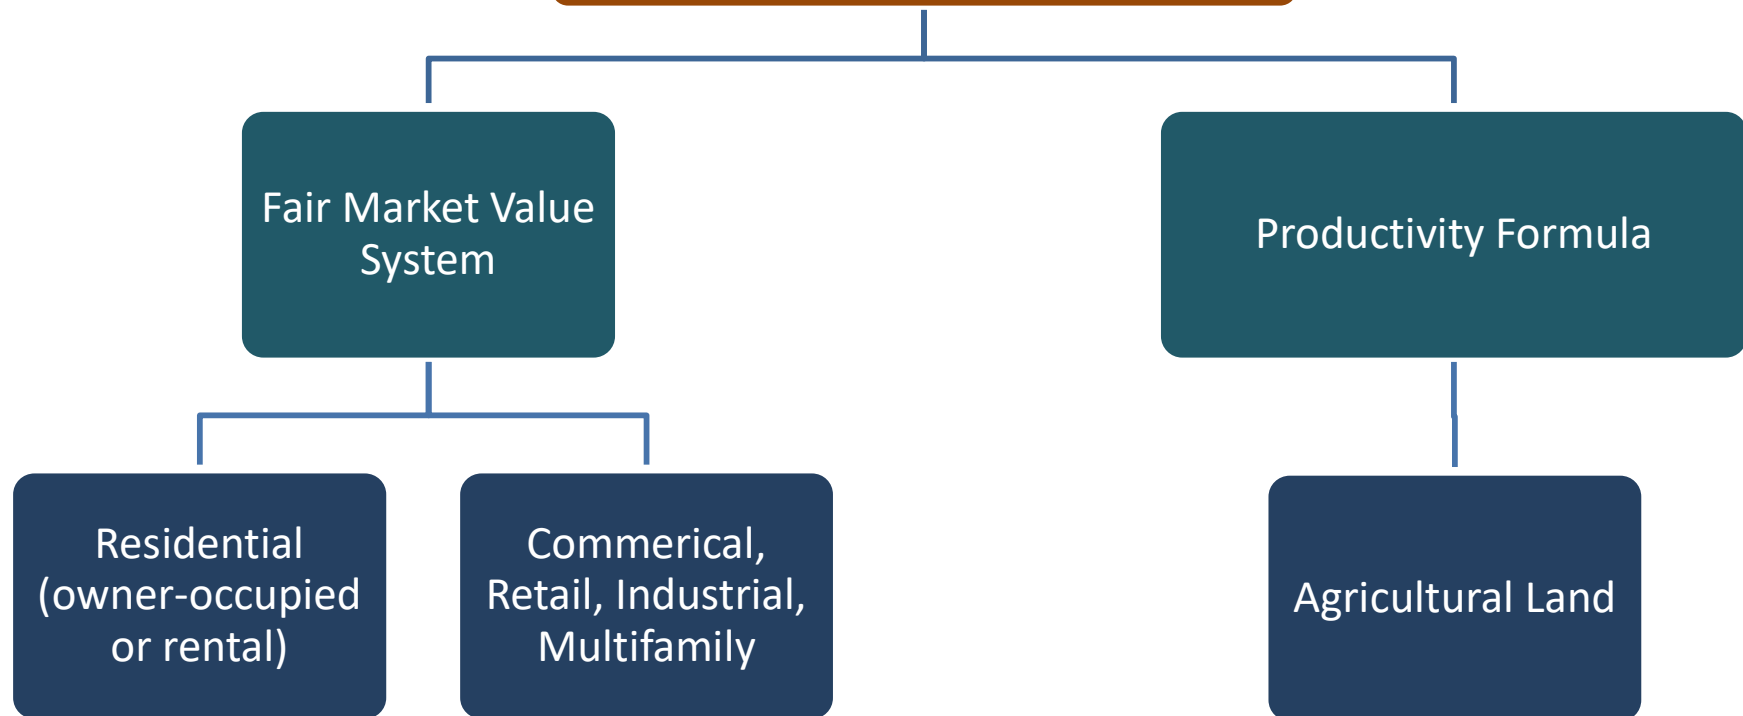 Fair Market Value
System
Productivity Formula
Residential
(owner-occupied
or rental)
Commerical,
Retail, Industrial,
Multifamily
Agricultural Land